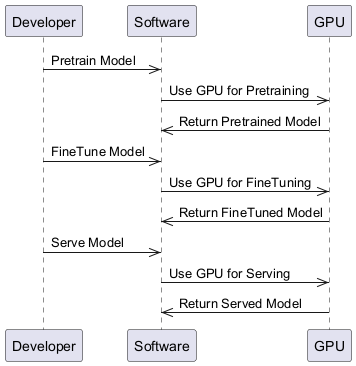 Developer
Software
GPU
Pretrain Model
Use GPU for Pretraining
Return Pretrained Model
FineTune Model
Use GPU for FineTuning
Return FineTuned Model
Serve Model
Use GPU for Serving
Return Served Model
Developer
Software
GPU